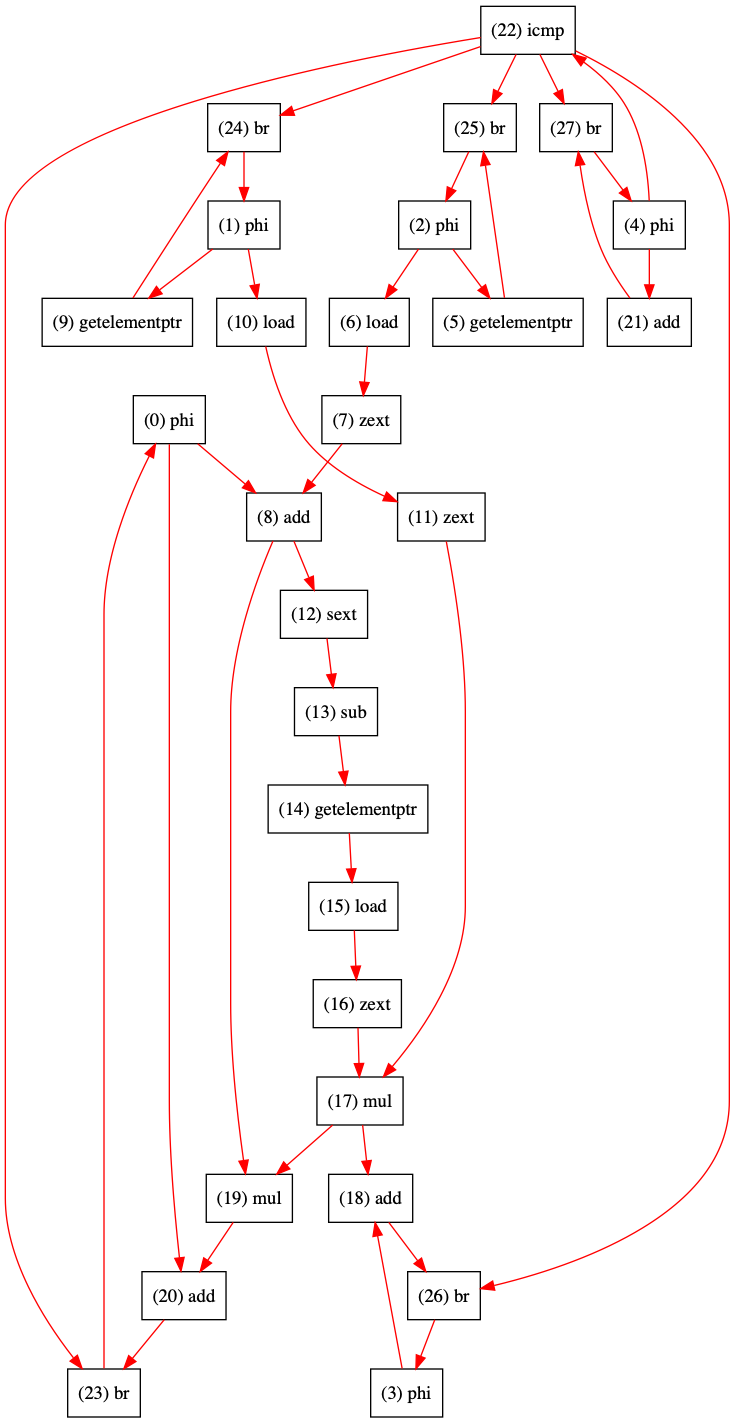 (22) icmp
(24) br
(25) br
(27) br
(1) phi
(2) phi
(4) phi
(9) getelementptr
(10) load
(6) load
(5) getelementptr
(21) add
(0) phi
(7) zext
(8) add
(11) zext
(12) sext
(13) sub
(14) getelementptr
(15) load
(16) zext
(17) mul
(19) mul
(18) add
(20) add
(26) br
(23) br
(3) phi